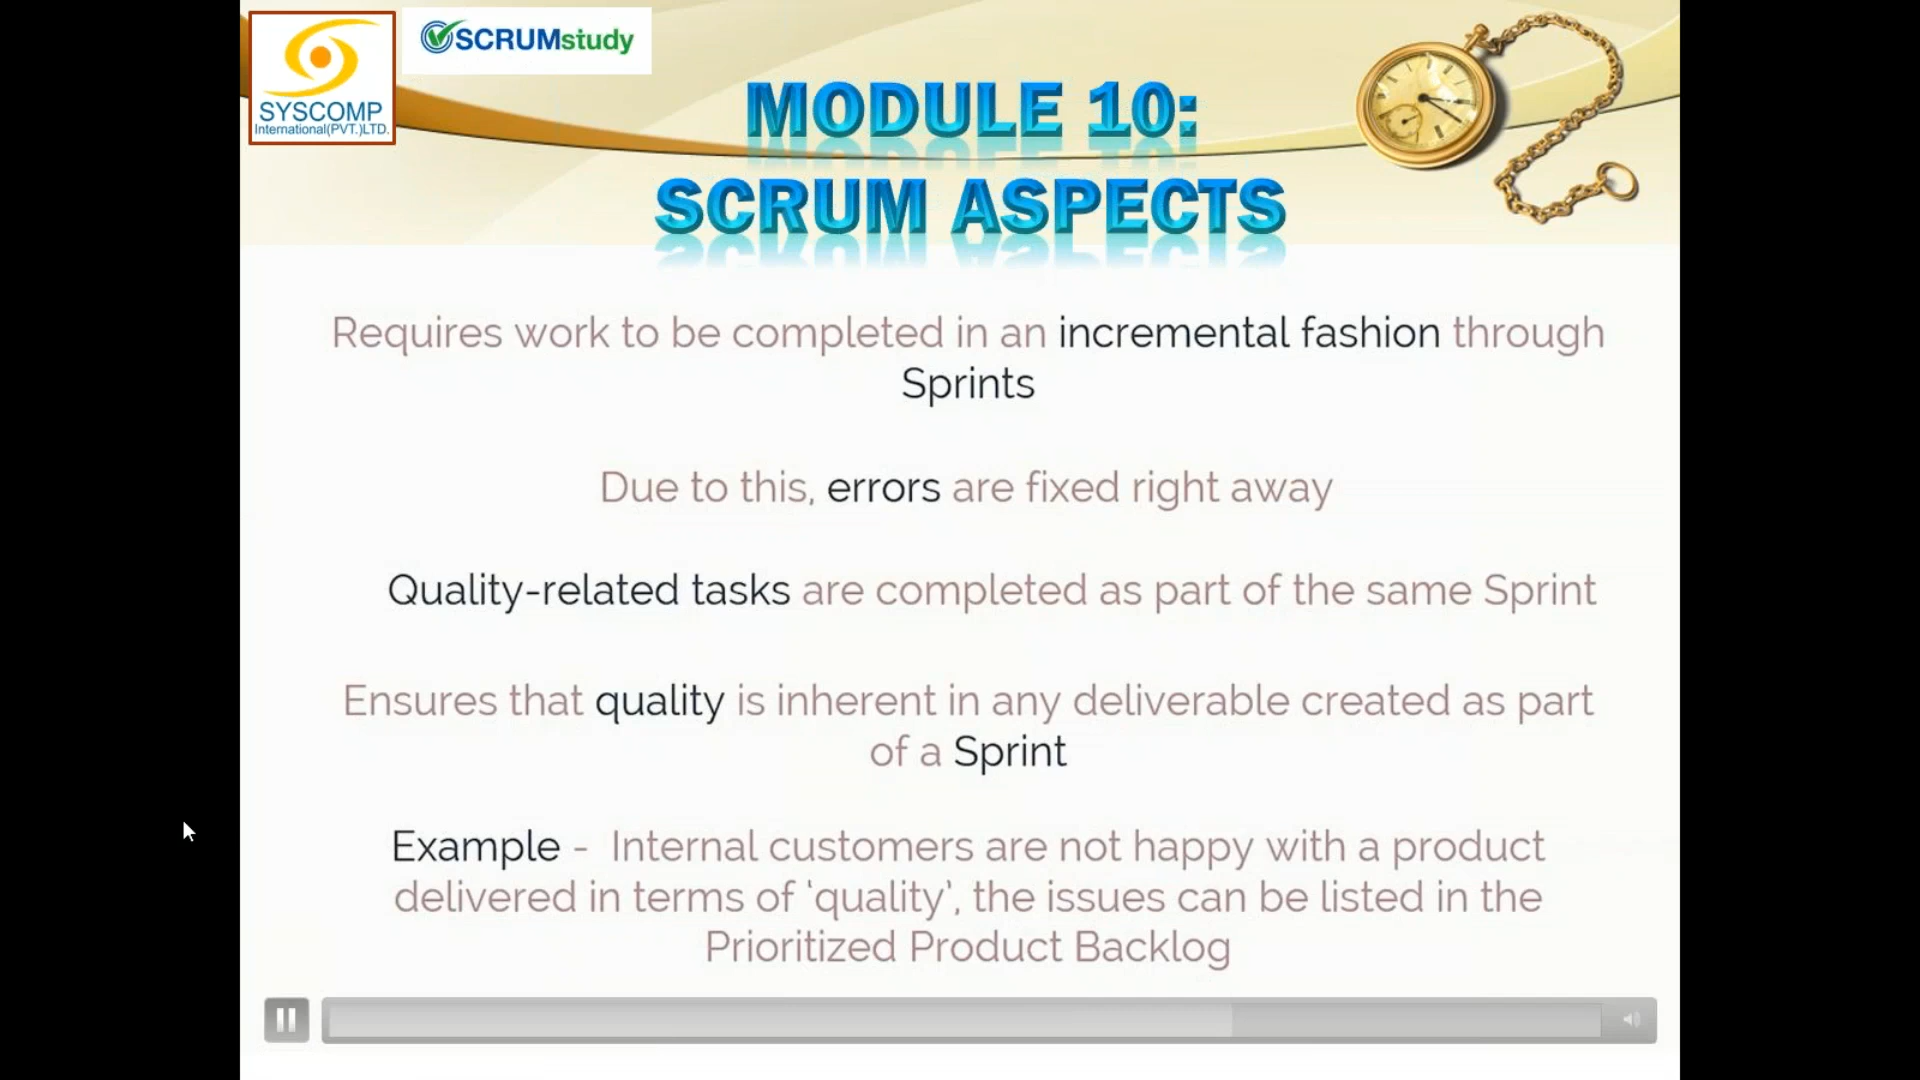 SYSCOMP
International(PVT.)LTD.
SCRUMstudy
MODULE 10:
SCRUM ASPECTS
Requires work to be completed in an incremental fashion through
Sprints
Due to this, errors are fixed right away
Quality-related tasks are completed as part of the same Sprint
Ensures that quality is inherent in any deliverable created as part
of a Sprint
Example - Internal customers are not happy with a product
delivered in terms of ‘quality’, the issues can be listed in the
Prioritized Product Backlog